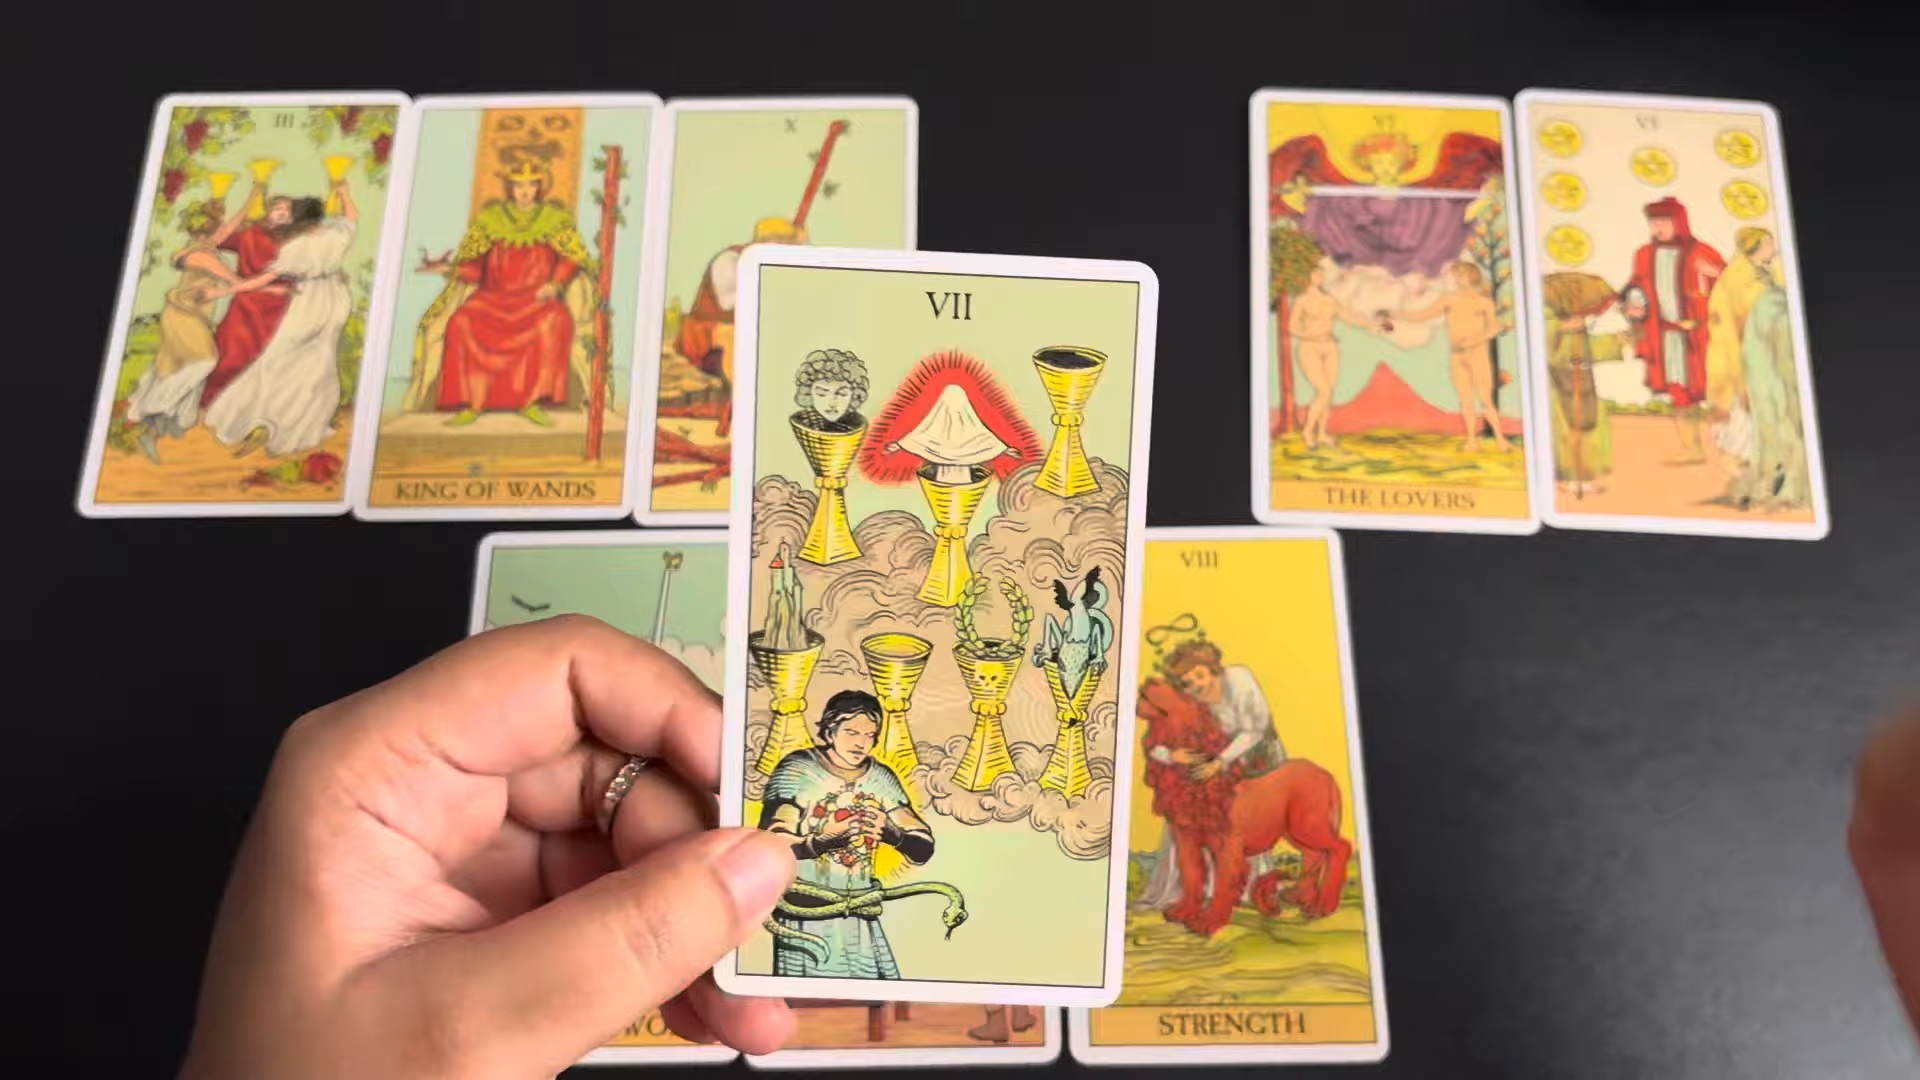 III
KING OF WANDS
X
VI
THE LOVERS
VI
VII
VIII
STRENGTH